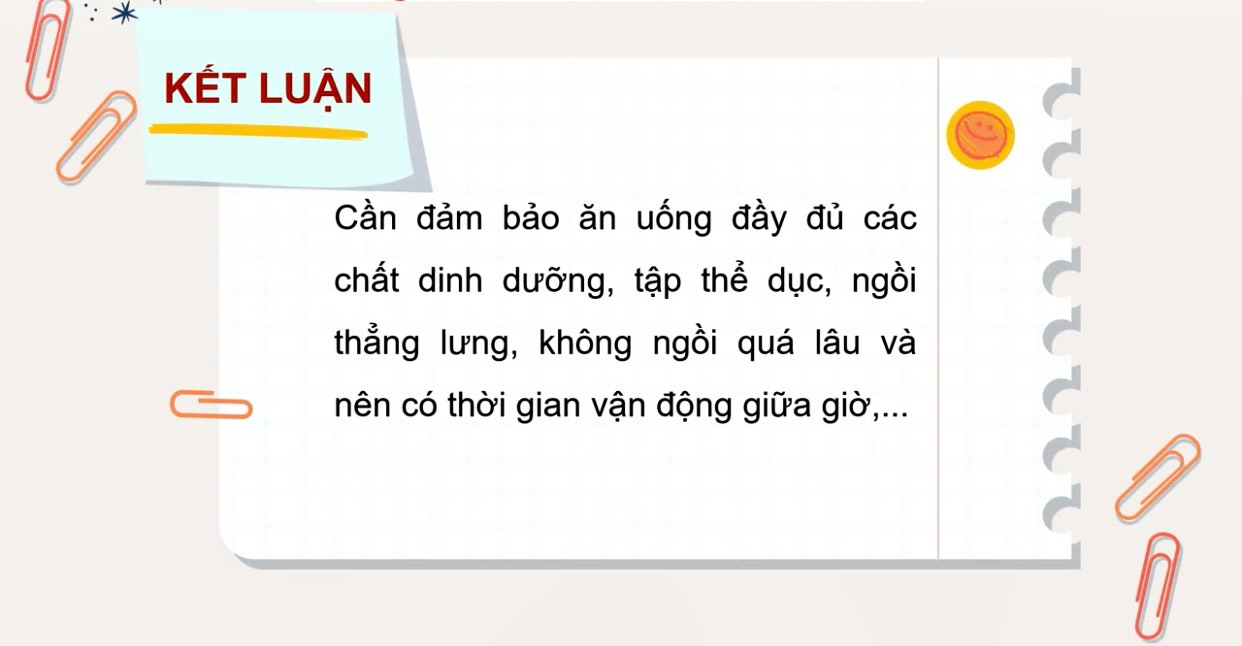 KẾT LUẬN
Cần đảm bảo ăn uống đầy đủ các
chất dinh dưỡng, tập thể dục, ngồi
thẳng lưng, không ngồi quá lâu và
nên có thời gian vận động giữa giờ,...